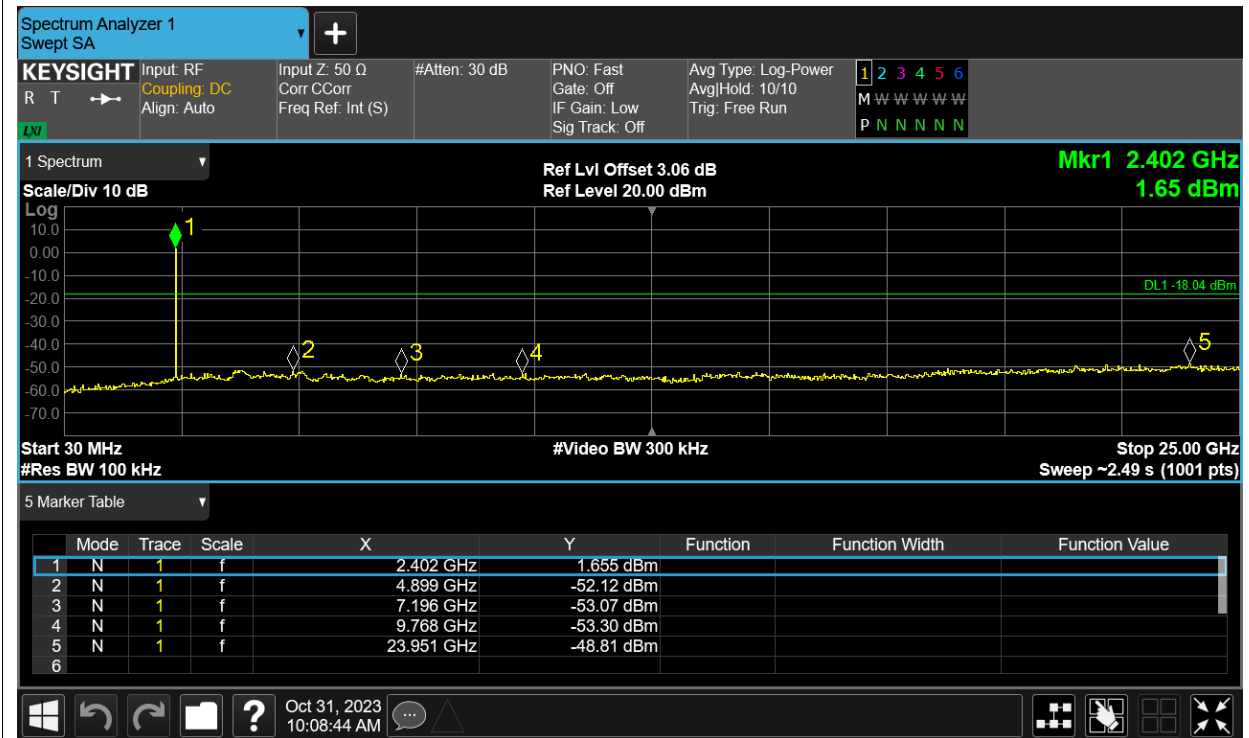 Spectrum Analyzer 1
Swept SA
+
KEYSIGHT Input: RF Input Z: 50 Ω #Atten: 30 dB PNO: Fast Avg Type: Log-Power 1 2 3 4 5 6
R T Coupling: DC Corr CCorr Gate: Off Avg|Hold: 10/10 M W W W W W
Align: Auto Freq Ref: Int (S) IF Gain: Low Trig: Free Run
LXI Sig Track: Off P N N N N N
1 Spectrum Ref Lvl Offset 3.06 dB Mkr1 2.402 GHz
Scale/Div 10 dB Ref Level 20.00 dBm 1.65 dBm
Log
10.0 1
0.00
-10.0
DL1 -18.04 dBm
-20.0
-30.0
-40.0 2 3 4 5
-50.0
-60.0
-70.0
Start 30 MHz #Video BW 300 kHz Stop 25.00 GHz
#Res BW 100 kHz Sweep ~2.49 s (1001 pts)
5 Marker Table
Mode Trace Scale X Y Function Function Width Function Value
1 N 1 f 2.402 GHz 1.655 dBm
2 N 1 f 4.899 GHz -52.12 dBm
3 N 1 f 7.196 GHz -53.07 dBm
4 N 1 f 9.768 GHz -53.30 dBm
5 N 1 f 23.951 GHz -48.81 dBm
6
? Oct 31, 2023
10:08:44 AM